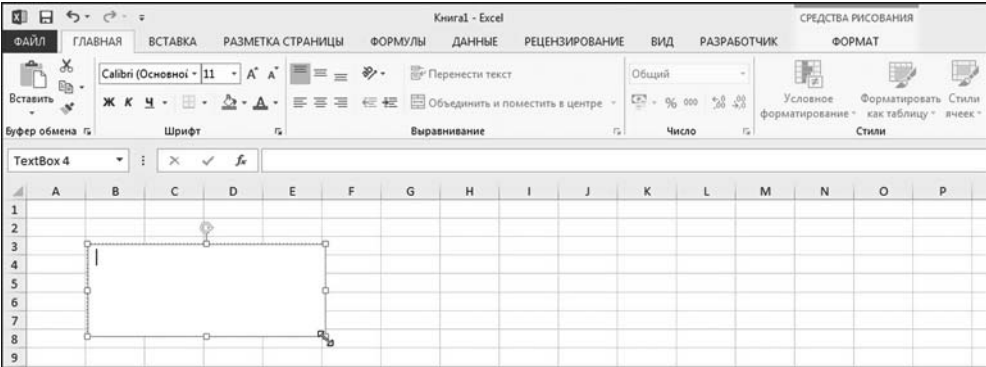 Книга1 - Excel
СРЕДСТВА РИСОВАНИЯ
ФАЙЛ ГЛАВНАЯ ВСТАВКА РАЗМЕТКА СТРАНИЦЫ ФОРМУЛЫ ДАННЫЕ РЕЦЕНЗИРОВАНИЕ ВИД РАЗРАБОТЧИК ФОРМАТ
Calibri (Основной 11 A A Перенести текст Общий
Вставить Ж К Ч A Объединить и поместить в центре % 000 Условное форматирование Форматировать как таблицу Стили ячеек
Буфер обмена Шрифт Выравнивание Число Стили
TextBox 4 fx
A B C D E F G H I J K L M N O P
1
2
3
4
5
6
7
8
9